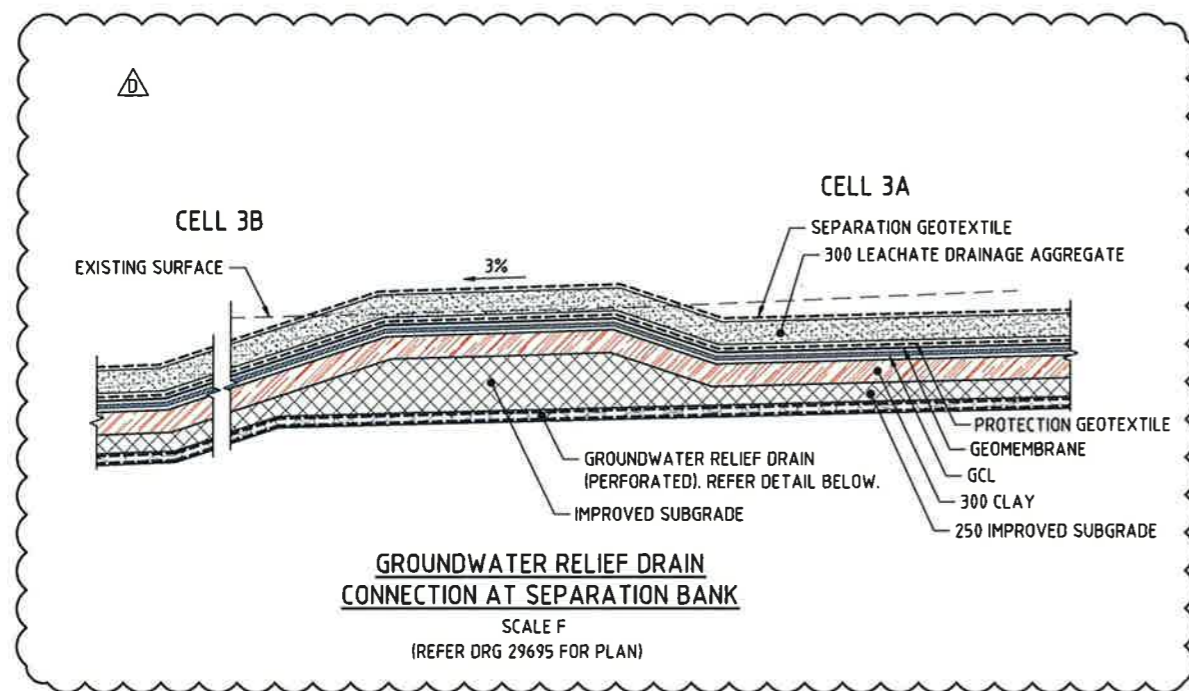 D
CELL 3A
CELL 3B
SEPARATION GEOTEXTILE
300 LEACHATE DRAINAGE AGGREGATE
EXISTING SURFACE
3%
PROTECTION GEOTEXTILE
GEOMEMBRANE
GCL
300 CLAY
250 IMPROVED SUBGRADE
GROUNDWATER RELIEF DRAIN
(PERFORATED). REFER DETAIL BELOW.
IMPROVED SUBGRADE
GROUNDWATER RELIEF DRAIN
CONNECTION AT SEPARATION BANK
SCALE F
(REFER DRG 29695 FOR PLAN)